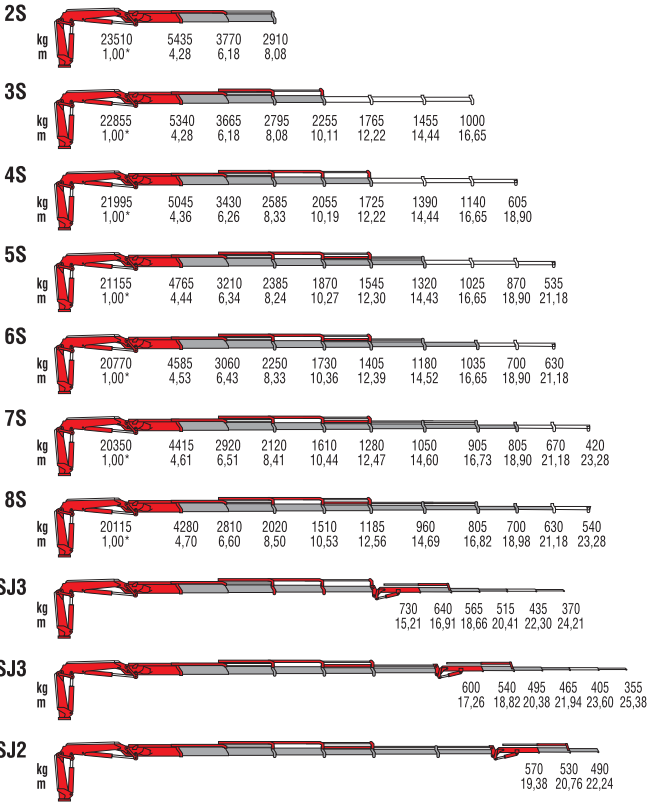 2S
kg 23510 5435 3770 2910
m 1,00* 4,28 6,18 8,08
3S
kg 22855 5340 3665 2795 2255 1765 1455 1000
m 1,00* 4,28 6,18 8,08 10,11 12,22 14,44 16,65
4S
kg 21995 5045 3430 2585 2055 1725 1390 1140 605
m 1,00* 4,36 6,26 8,33 10,19 12,22 14,44 16,65 18,90
5S
kg 21155 4765 3210 2385 1870 1545 1320 1025 870 535
m 1,00* 4,44 6,34 8,24 10,27 12,30 14,43 16,65 18,90 21,18
6S
kg 20770 4585 3060 2250 1730 1405 1180 1035 700 630
m 1,00* 4,53 6,43 8,33 10,36 12,39 14,52 16,65 18,90 21,18
7S
kg 20350 4415 2920 2120 1610 1280 1050 905 805 670 420
m 1,00* 4,61 6,51 8,41 10,44 12,47 14,60 16,73 18,90 21,18 23,28
8S
kg 20115 4280 2810 2020 1510 1185 960 805 700 630 540
m 1,00* 4,70 6,60 8,50 10,53 12,56 14,69 16,82 18,98 21,18 23,28
SJ3
kg 730 640 565 515 435 370
m 15,21 16,91 18,66 20,41 22,30 24,21
SJ3
kg 600 540 495 465 405 355
m 17,26 18,82 20,38 21,94 23,60 25,38
SJ2
kg 570 530 490
m 19,38 20,76 22,24